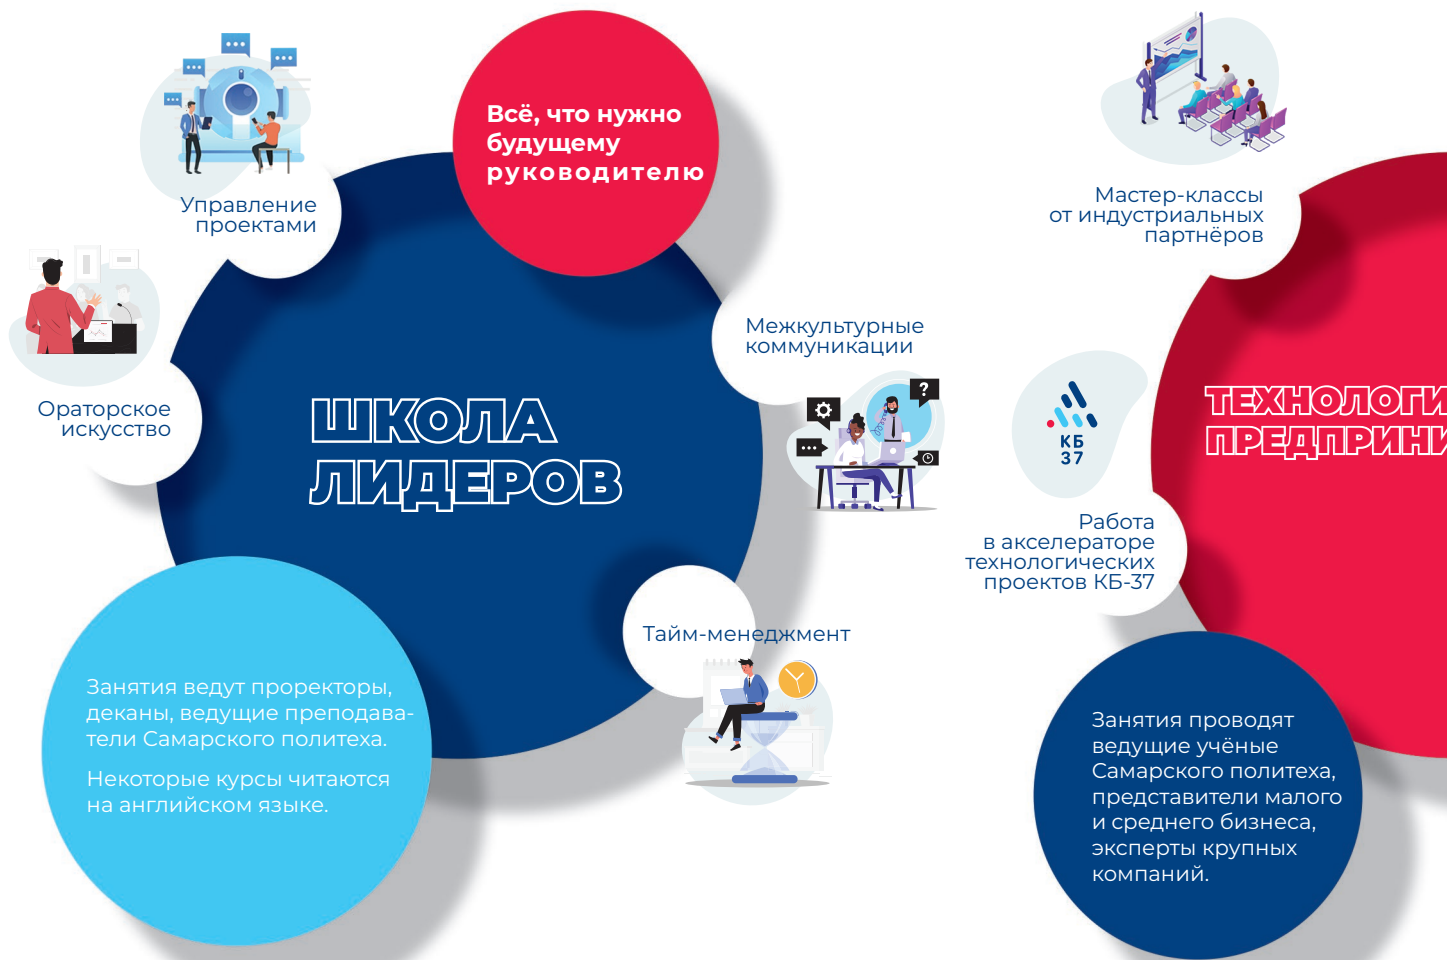 Всё, что нужно
будущему
руководителю
Управление
проектами
Ораторское
искусство
Межкультурные
коммуникации
ШКОЛА
ЛИДЕРОВ
Тайм-менеджмент
Занятия ведут проректоры,
деканы, ведущие преподава-
тели Самарского политеха.
Некоторые курсы читаются
на английском языке.
Мастер-классы
от индустриальных
партнёров
КБ
37
ТЕХНОЛОГИ
ПРЕДПРИНИ
Работа
в акселераторе
технологических
проектов КБ-37
Занятия проводят
ведущие учёные
Самарского политеха,
представители малого
и среднего бизнеса,
эксперты крупных
компаний.